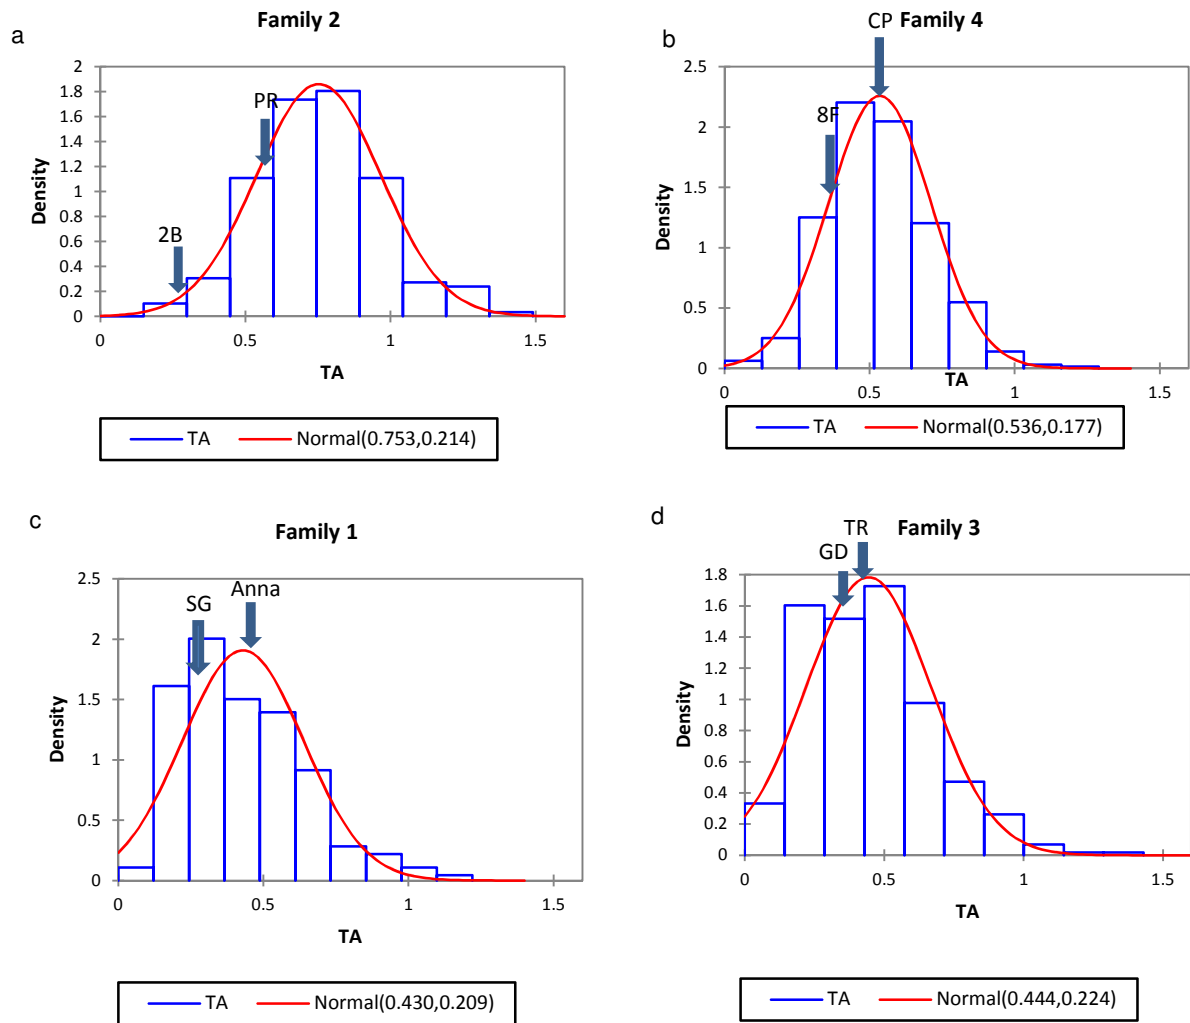 a
Family 2
2
1.8
1.6
1.4
1.2
1
0.8
0.6
0.4
0.2
0
Density
PR
2B
0 0.5 1 1.5
TA
TA Normal(0.753,0.214)
b
CP
Family 4
2.5
2
1.5
1
0.5
0
Density
8F
0 0.5 1 1.5
TA
TA Normal(0.536,0.177)
c
Family 1
2.5
2
1.5
1
0.5
0
Density
SG
Anna
0 0.5 1 1.5
TA
TA Normal(0.430,0.209)
d
TR
Family 3
GD
1.8
1.6
1.4
1.2
1
0.8
0.6
0.4
0.2
0
Density
0 0.5 1 1.5
TA
TA Normal(0.444,0.224)